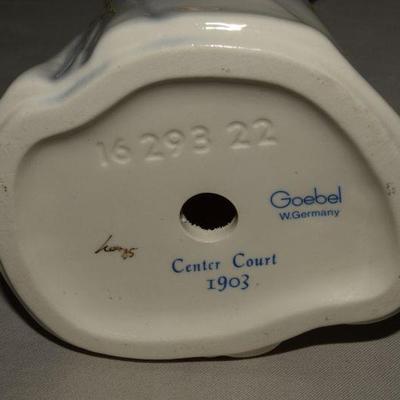 16 293 22
Goebel
W.Germany
Center Court
1903